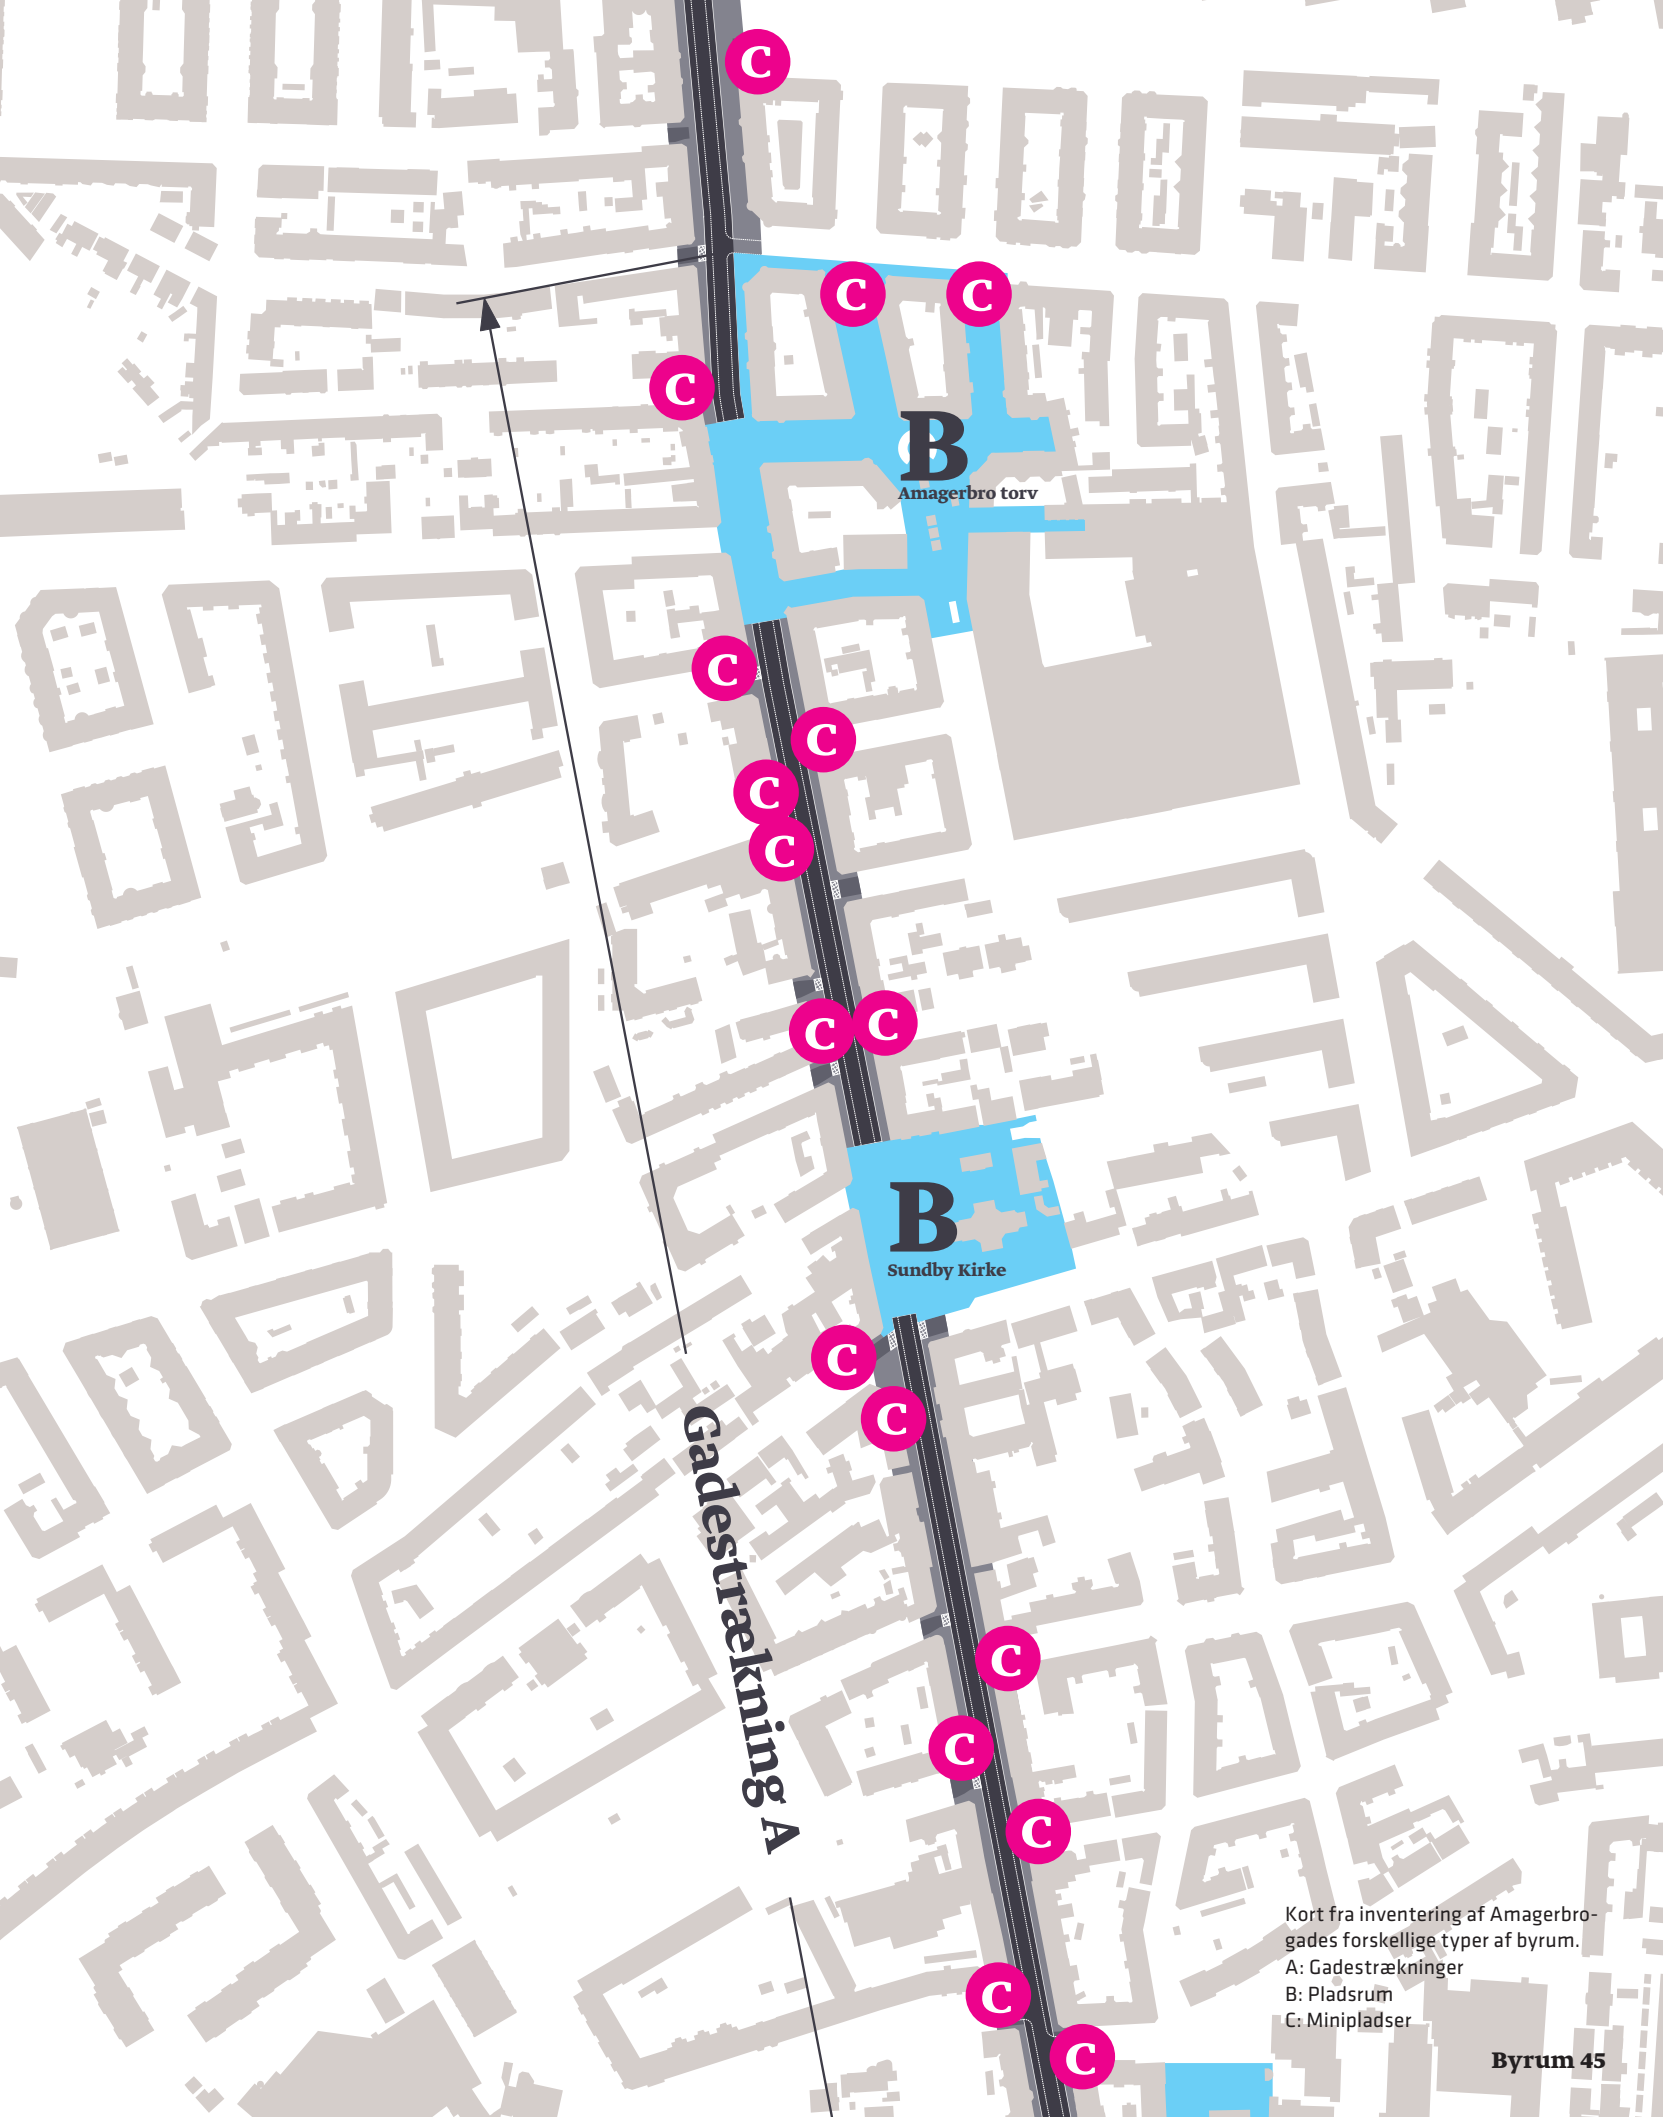 C
C
C
C
B
Amagerbro torv
C
C
C
C
C
C
B
Sundby Kirke
C
C
Gadestrækning A
C
C
C
C
C
Kort fra inventering af Amagerbro-
gades forskellige typer af byrum.
A: Gadestrækninger
B: Pladsrum
C: Minipladser
Byrum 45